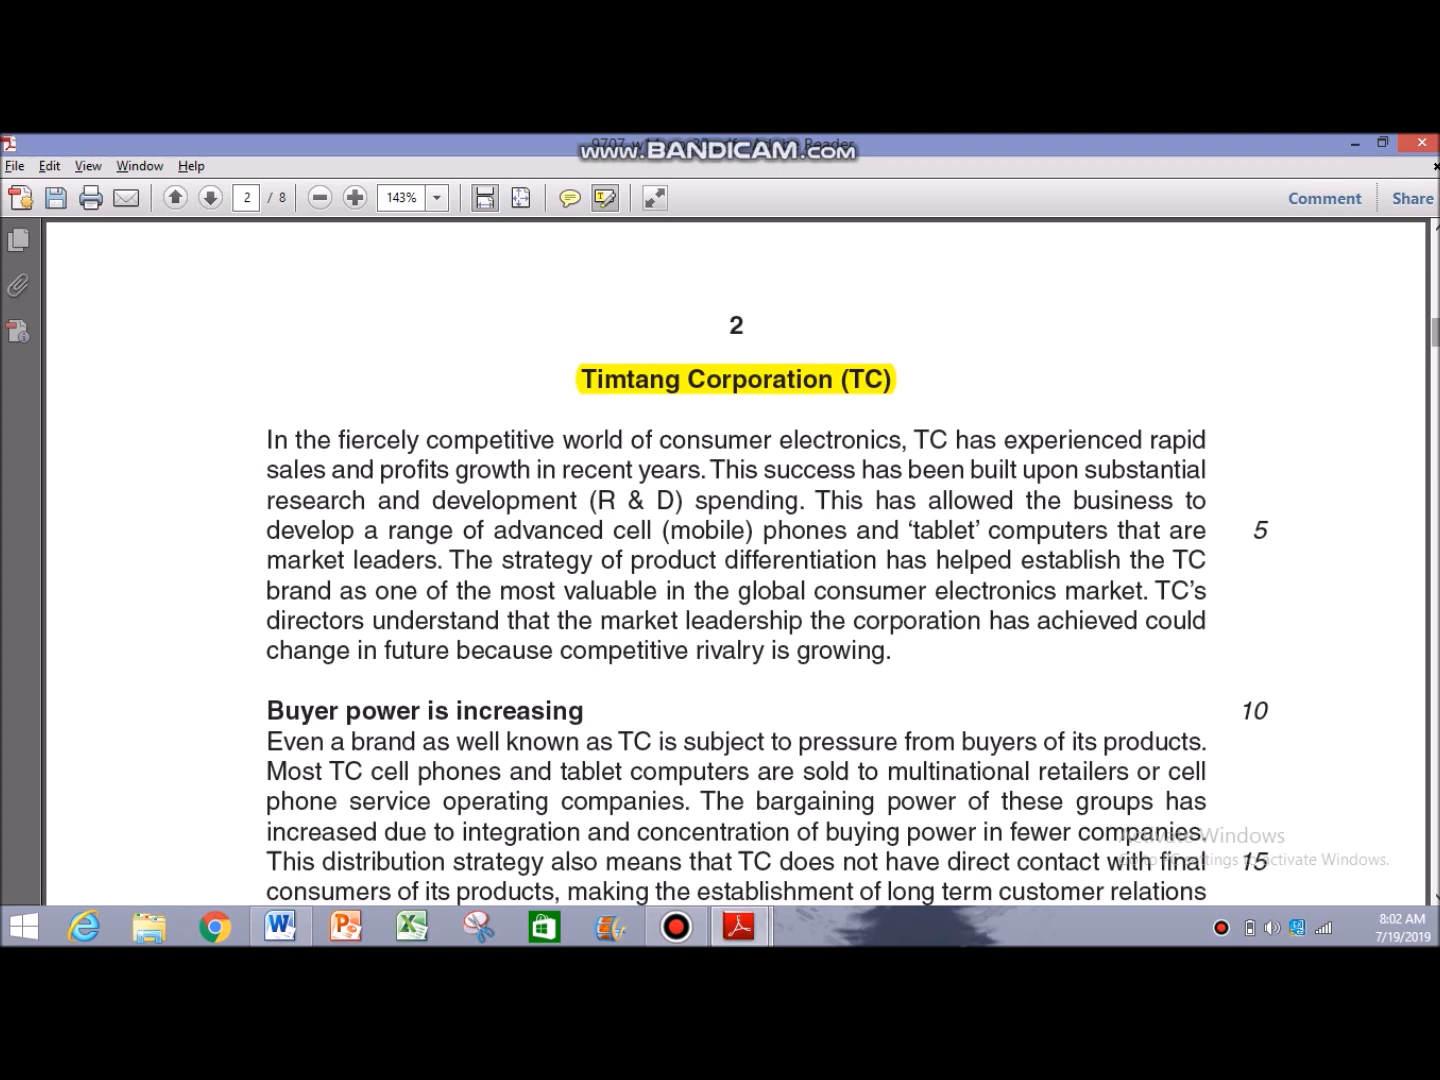 www.BANDICAM.COM
File Edit View Window Help
2 / 8 143% Comment Share
2
Timtang Corporation (TC)
In the fiercely competitive world of consumer electronics, TC has experienced rapid
sales and profits growth in recent years. This success has been built upon substantial
research and development (R & D) spending. This has allowed the business to
develop a range of advanced cell (mobile) phones and ‘tablet’ computers that are 5
market leaders. The strategy of product differentiation has helped establish the TC
brand as one of the most valuable in the global consumer electronics market. TC’s
directors understand that the market leadership the corporation has achieved could
change in future because competitive rivalry is growing.
Buyer power is increasing 10
Even a brand as well known as TC is subject to pressure from buyers of its products.
Most TC cell phones and tablet computers are sold to multinational retailers or cell
phone service operating companies. The bargaining power of these groups has
increased due to integration and concentration of buying power in fewer companies.
Activate Windows
This distribution strategy also means that TC does not have direct contact with final 15
Go to PC settings to activate Windows.
consumers of its products, making the establishment of long term customer relations
8:02 AM
7/19/2019